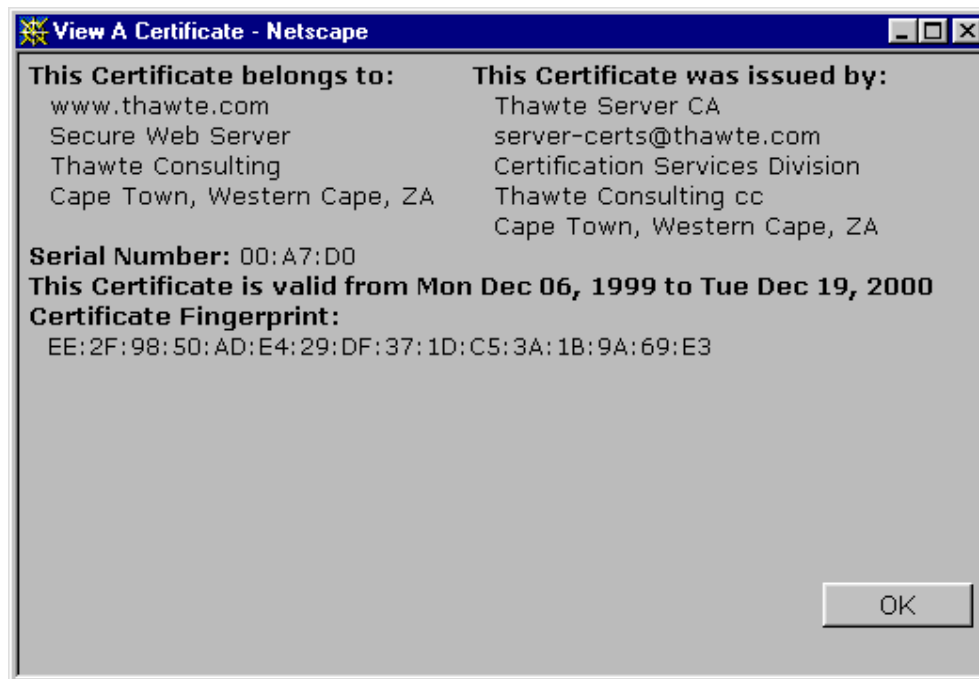 View A Certificate - Netscape
This Certificate belongs to:
www.thawte.com
Secure Web Server
Thawte Consulting
Cape Town, Western Cape, ZA
This Certificate was issued by:
Thawte Server CA
server-certs@thawte.com
Certification Services Division
Thawte Consulting cc
Cape Town, Western Cape, ZA
Serial Number: 00:A7:D0
This Certificate is valid from Mon Dec 06, 1999 to Tue Dec 19, 2000
Certificate Fingerprint:
EE:2F:98:50:AD:E4:29:DF:37:1D:C5:3A:1B:9A:69:E3
OK